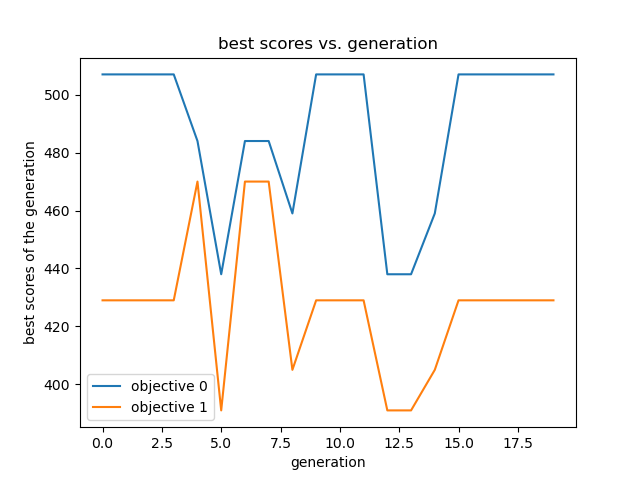 best scores vs. generation
best scores of the generation
500
480
460
440
420
400
objective 0
objective 1
0.0 2.5 5.0 7.5 10.0 12.5 15.0 17.5
generation